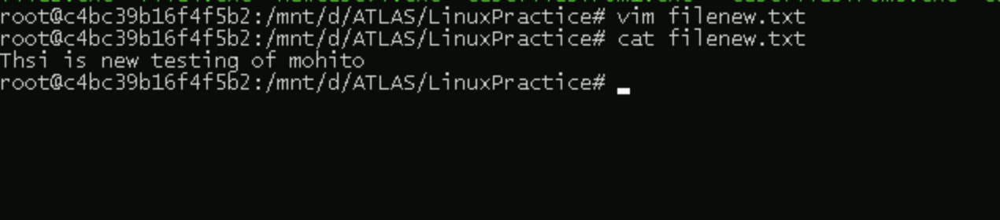 root@c4bc39b16f4f5b2:/mnt/d/ATLAS/LinuxPractice# vim filenew.txt
root@c4bc39b16f4f5b2:/mnt/d/ATLAS/LinuxPractice# cat filenew.txt
Thsi is new testing of mohito
root@c4bc39b16f4f5b2:/mnt/d/ATLAS/LinuxPractice#